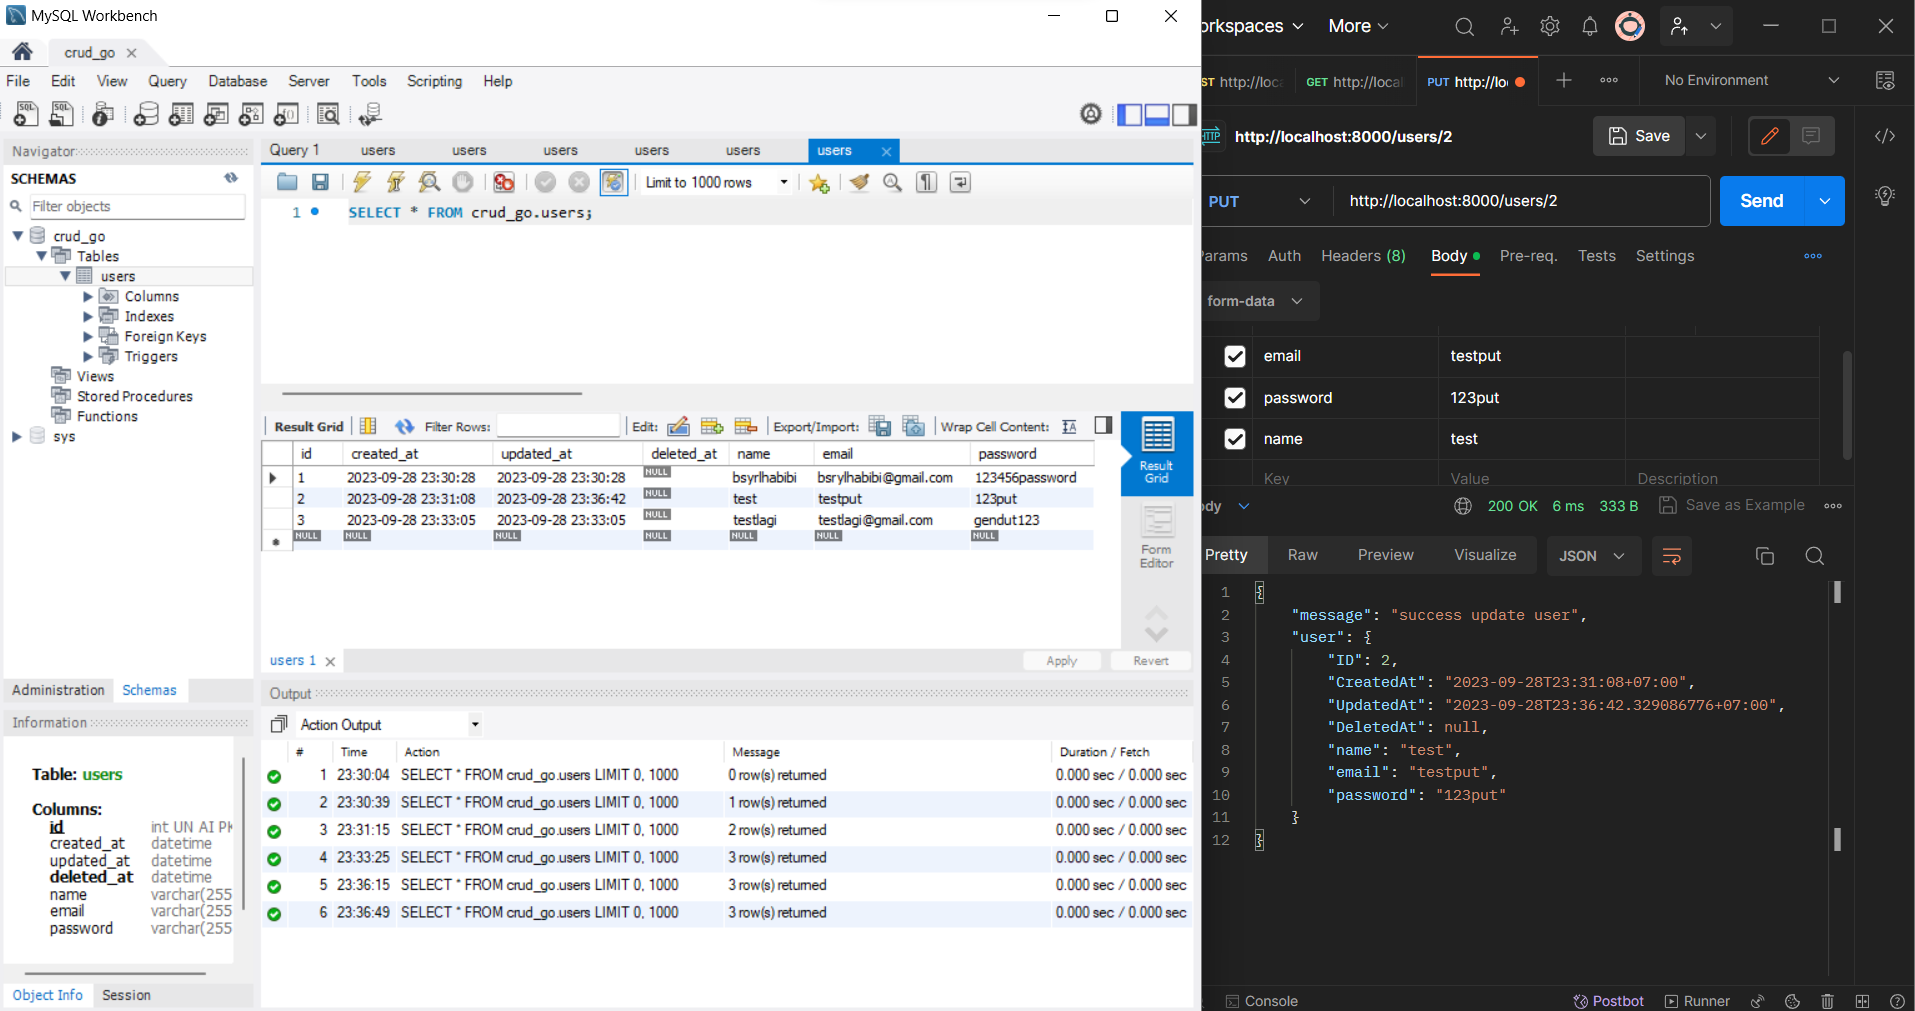 MySQL Workbench
crud_go
File Edit View Query Database Server Tools Scripting Help
Navigator
SCHEMAS
Filter objects
crud_go
Tables
users
Columns
Indexes
Foreign Keys
Triggers
Views
Stored Procedures
Functions
sys
Administration Schemas
Information
Table: users
Columns:
id int UN AI PK
created_at datetime
updated_at datetime
deleted_at datetime
name varchar(255
email varchar(255
password varchar(255
Object Info Session
Query 1 users users users users users users
Limit to 1000 rows
1 SELECT * FROM crud_go.users;
Result Grid Filter Rows: Edit: Export/Import: Wrap Cell Content:
id created_at updated_at deleted_at name email password
1 2023-09-28 23:30:28 2023-09-28 23:30:28 NULL bsyrlhabibi bsrylhabibi@gmail.com 123456password
2 2023-09-28 23:31:08 2023-09-28 23:36:42 NULL test testput 123put
3 2023-09-28 23:33:05 2023-09-28 23:33:05 NULL testlagi testlagi@gmail.com gendut123
NULL NULL NULL NULL NULL NULL NULL
Result
Grid
Form
Editor
users 1 Apply Revert
Output
Action Output
# Time Action Message Duration / Fetch
1 23:30:04 SELECT * FROM crud_go.users LIMIT 0, 1000 0 row(s) returned 0.000 sec / 0.000 sec
2 23:30:39 SELECT * FROM crud_go.users LIMIT 0, 1000 1 row(s) returned 0.000 sec / 0.000 sec
3 23:31:15 SELECT * FROM crud_go.users LIMIT 0, 1000 2 row(s) returned 0.000 sec / 0.000 sec
4 23:33:25 SELECT * FROM crud_go.users LIMIT 0, 1000 3 row(s) returned 0.000 sec / 0.000 sec
5 23:36:15 SELECT * FROM crud_go.users LIMIT 0, 1000 3 row(s) returned 0.000 sec / 0.000 sec
6 23:36:49 SELECT * FROM crud_go.users LIMIT 0, 1000 3 row(s) returned 0.000 sec / 0.000 sec
orkspaces More
ST http://loca GET http://local PUT http://lo No Environment
HTTP http://localhost:8000/users/2 Save
PUT http://localhost:8000/users/2 Send
Params Auth Headers (8) Body Pre-req. Tests Settings
form-data
email testput
password 123put
name test
Key Value Description
dy 200 OK 6 ms 333 B Save as Example
Pretty Raw Preview Visualize JSON
1 {
2 "message": "success update user",
3 "user": {
4 "ID": 2,
5 "CreatedAt": "2023-09-28T23:31:08+07:00",
6 "UpdatedAt": "2023-09-28T23:36:42.329086776+07:00",
7 "DeletedAt": null,
8 "name": "test",
9 "email": "testput",
10 "password": "123put"
11 }
12 }
Console Postbot Runner